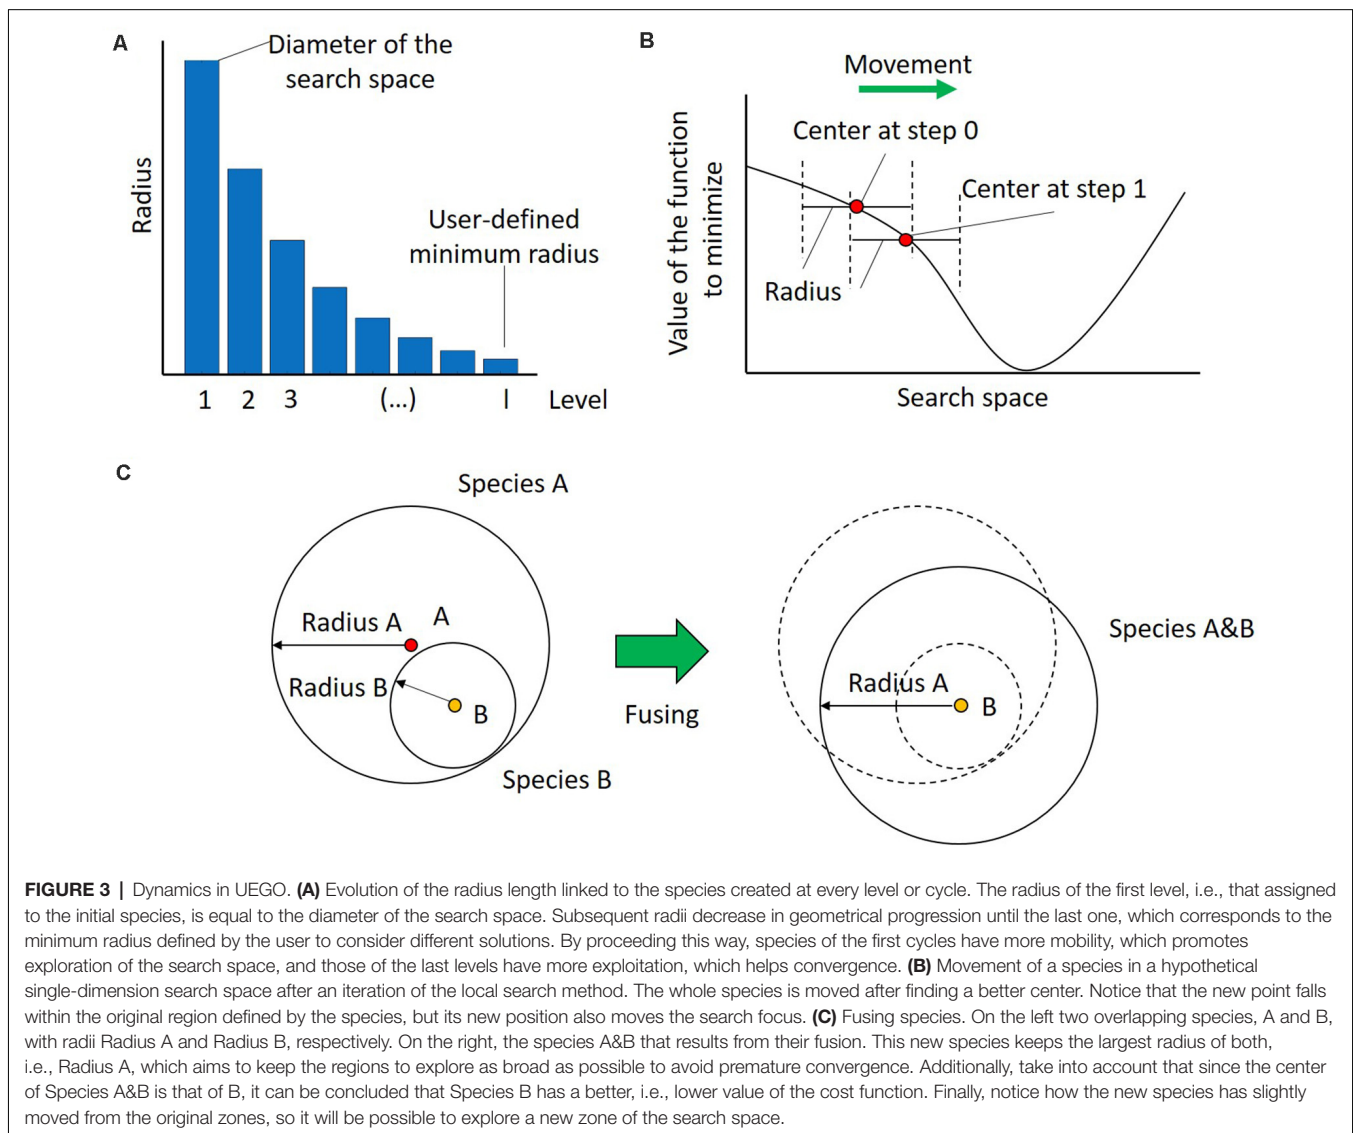 A
Diameter of the
search space
Radius
User-defined
minimum radius
1 2 3 (...) l Level
B
Movement
Center at step 0
Center at step 1
Value of the function
to minimize
Radius
Search space
C
Species A
Radius A
A
Radius B
B
Species B
Fusing
Species A&B
Radius A
B
FIGURE 3 | Dynamics in UEGO. (A) Evolution of the radius length linked to the species created at every level or cycle. The radius of the first level, i.e., that assigned
to the initial species, is equal to the diameter of the search space. Subsequent radii decrease in geometrical progression until the last one, which corresponds to the
minimum radius defined by the user to consider different solutions. By proceeding this way, species of the first cycles have more mobility, which promotes
exploration of the search space, and those of the last levels have more exploitation, which helps convergence. (B) Movement of a species in a hypothetical
single-dimension search space after an iteration of the local search method. The whole species is moved after finding a better center. Notice that the new point falls
within the original region defined by the species, but its new position also moves the search focus. (C) Fusing species. On the left two overlapping species, A and B,
with radii Radius A and Radius B, respectively. On the right, the species A&B that results from their fusion. This new species keeps the largest radius of both,
i.e., Radius A, which aims to keep the regions to explore as broad as possible to avoid premature convergence. Additionally, take into account that since the center
of Species A&B is that of B, it can be concluded that Species B has a better, i.e., lower value of the cost function. Finally, notice how the new species has slightly
moved from the original zones, so it will be possible to explore a new zone of the search space.